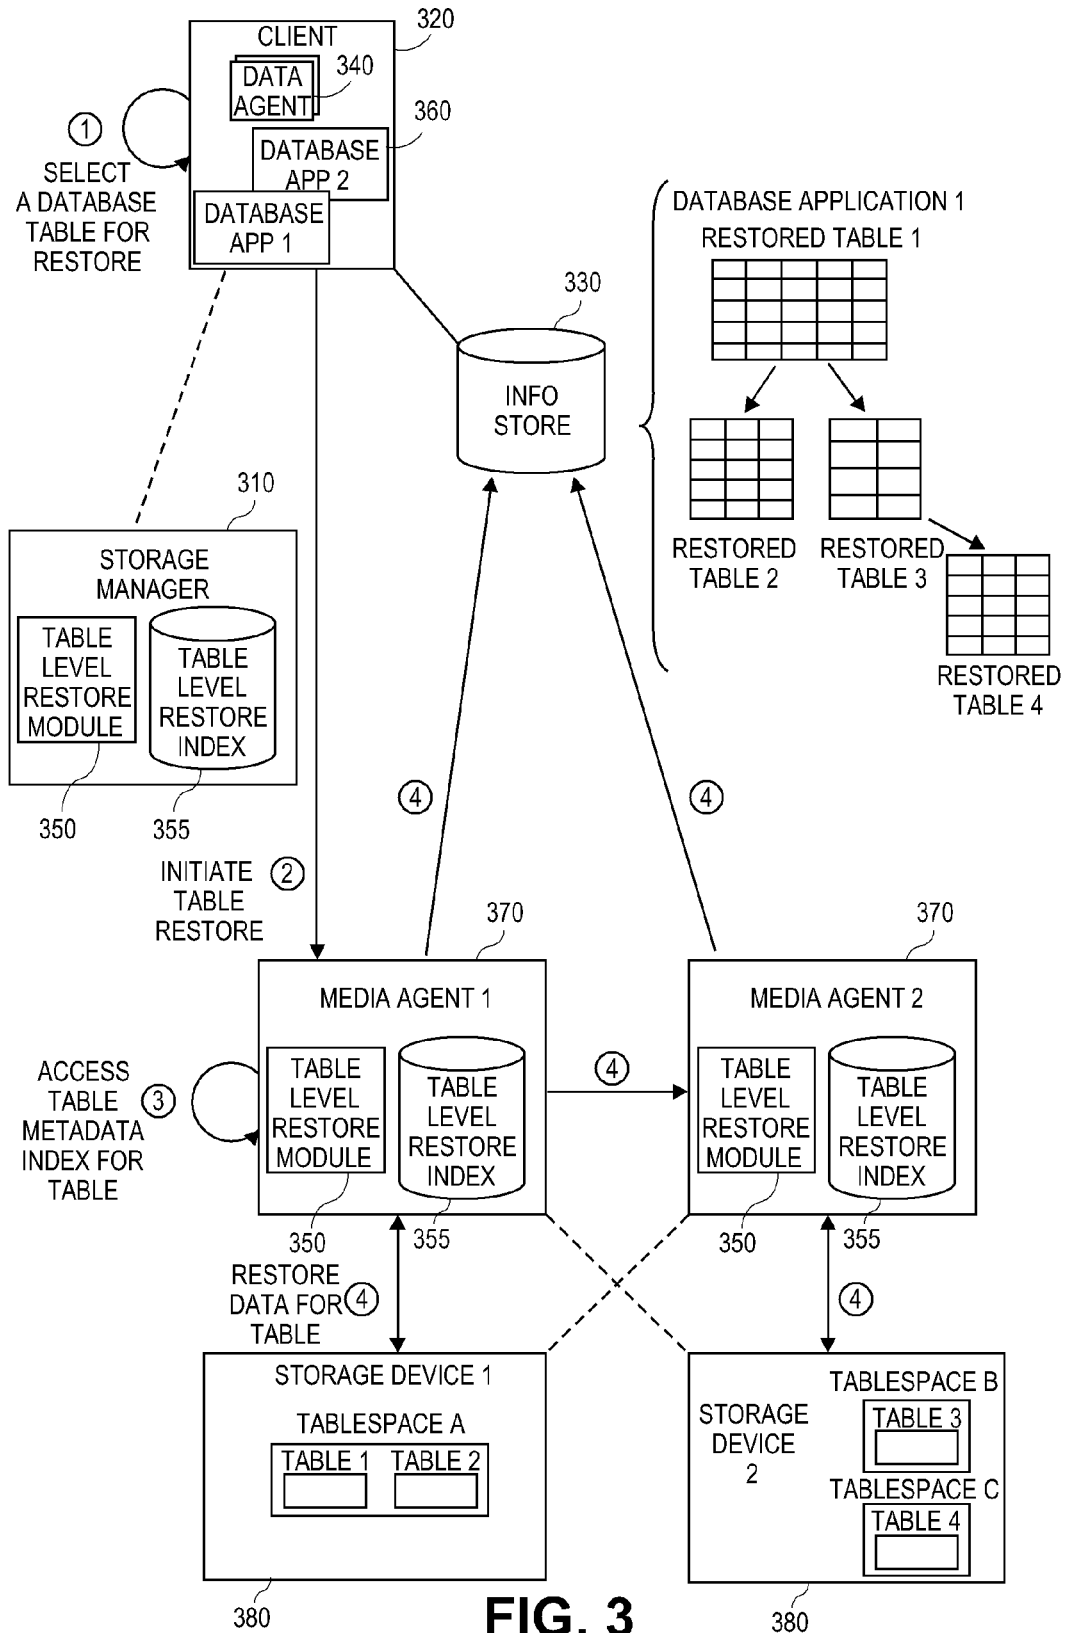 320
CLIENT
DATA
AGENT
340
360
DATABASE
APP 2
DATABASE
APP 1
1
SELECT
A DATABASE
TABLE FOR
RESTORE
330
INFO
STORE
DATABASE APPLICATION 1
RESTORED TABLE 1
RESTORED
TABLE 2
RESTORED
TABLE 3
RESTORED
TABLE 4
310
STORAGE
MANAGER
TABLE
LEVEL
RESTORE
MODULE
TABLE
LEVEL
RESTORE
INDEX
350
355
4
4
INITIATE
TABLE
RESTORE
2
370
MEDIA AGENT 1
TABLE
LEVEL
RESTORE
MODULE
TABLE
LEVEL
RESTORE
INDEX
350
355
4
370
MEDIA AGENT 2
TABLE
LEVEL
RESTORE
MODULE
TABLE
LEVEL
RESTORE
INDEX
350
355
ACCESS
TABLE
METADATA
INDEX FOR
TABLE
3
RESTORE
DATA FOR
TABLE
4
4
STORAGE DEVICE 1
TABLESPACE A
TABLE 1
TABLE 2
380
STORAGE
DEVICE
2
TABLESPACE B
TABLE 3
TABLESPACE C
TABLE 4
380
FIG. 3